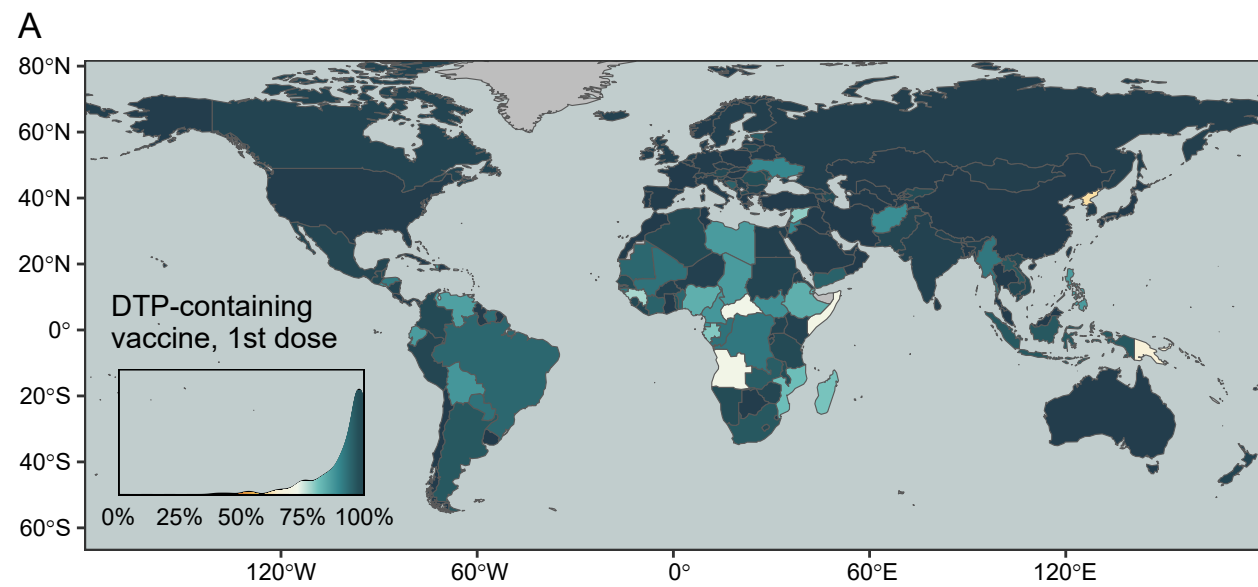 A
80°N
60°N
40°N
20°N
0°
20°S
40°S
60°S
DTP-containing
vaccine, 1st dose
0% 25% 50% 75% 100%
120°W 60°W 0° 60°E 120°E